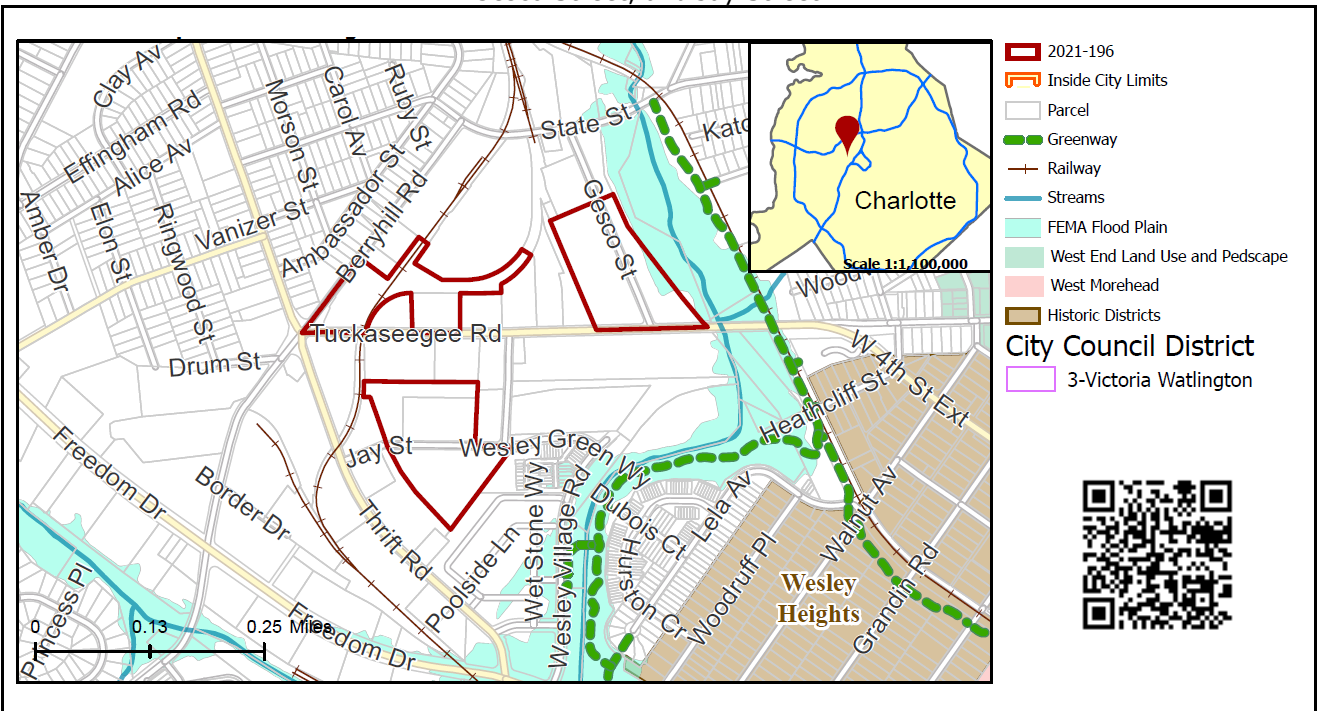 Clay Av
Effingham Rd
Alice Av
Amber Dr
Elon St
Ringwood St
Vanizer St
Morson St
Carol Av
Ruby St
Ambassador St
Berryhill Rd
State St
Gesco St
Tuckaseegee Rd
Drum St
Jay St
Wesley Green Wy
Freedom Dr
Border Dr
Thrift Rd
Poolside Ln
Wet Stone Wy
Wesley Village Rd
Dubois Ct
Hurston Cr
Lela Av
Woodruff Pl
Heathcliff St
W 4th St Ext
Walnut Av
Grandin Rd
Wesley
Heights
Princess Pl
Freedom Dr
0 0.13 0.25 Miles
Charlotte
Scale 1:1,100,000
2021-196
Inside City Limits
Parcel
Greenway
Railway
Streams
FEMA Flood Plain
West End Land Use and Pedscape
West Morehead
Historic Districts
City Council District
3-Victoria Watlington